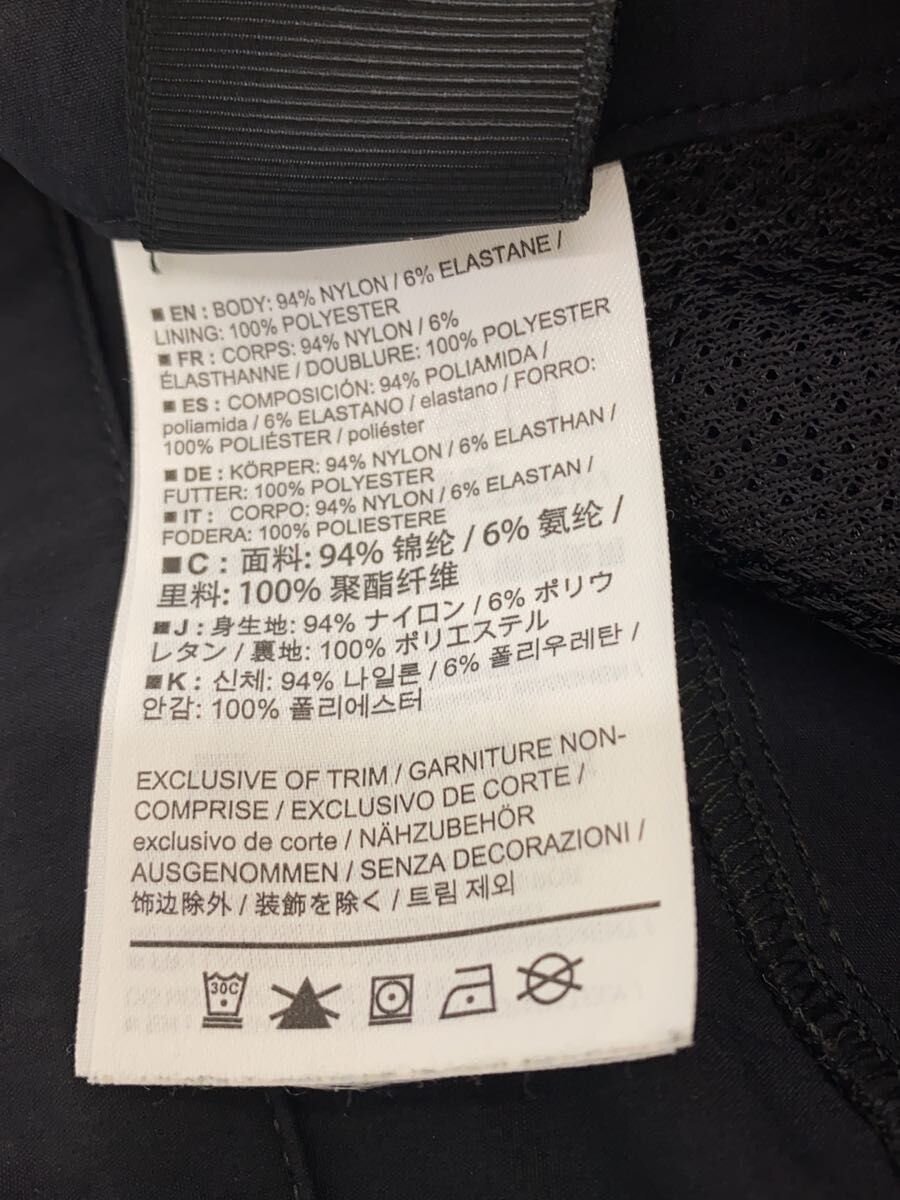 ■ EN : BODY: 94% NYLON / 6% ELASTANE /
LINING: 100% POLYESTER
■ FR : CORPS: 94% NYLON / 6%
ÉLASTHANNE / DOUBLURE: 100% POLYESTER
■ ES : COMPOSICIÓN: 94% POLIAMIDA /
poliamida / 6% ELASTANO / elastano / FORRO:
100% POLIÉSTER / poliéster
■ DE : KÖRPER: 94% NYLON / 6% ELASTHAN /
FUTTER: 100% POLYESTER
■ IT : CORPO: 94% NYLON / 6% ELASTAN /
FODERA: 100% POLIESTERE
■ C : 面料: 94% 锦纶 / 6% 氨纶 /
里料: 100% 聚酯纤维
■ J : 身生地: 94% ナイロン / 6% ポリウ
レタン / 裏地: 100% ポリエステル
■ K : 신체: 94% 나일론 / 6% 폴리우레탄 /
안감: 100% 폴리에스터
EXCLUSIVE OF TRIM / GARNITURE NON-
COMPRISE / EXCLUSIVO DE CORTE /
exclusivo de corte / NÄHZUBEHÖR
AUSGENOMMEN / SENZA DECORAZIONI /
饰边除外 / 装飾を除く / 트림 제외
30C